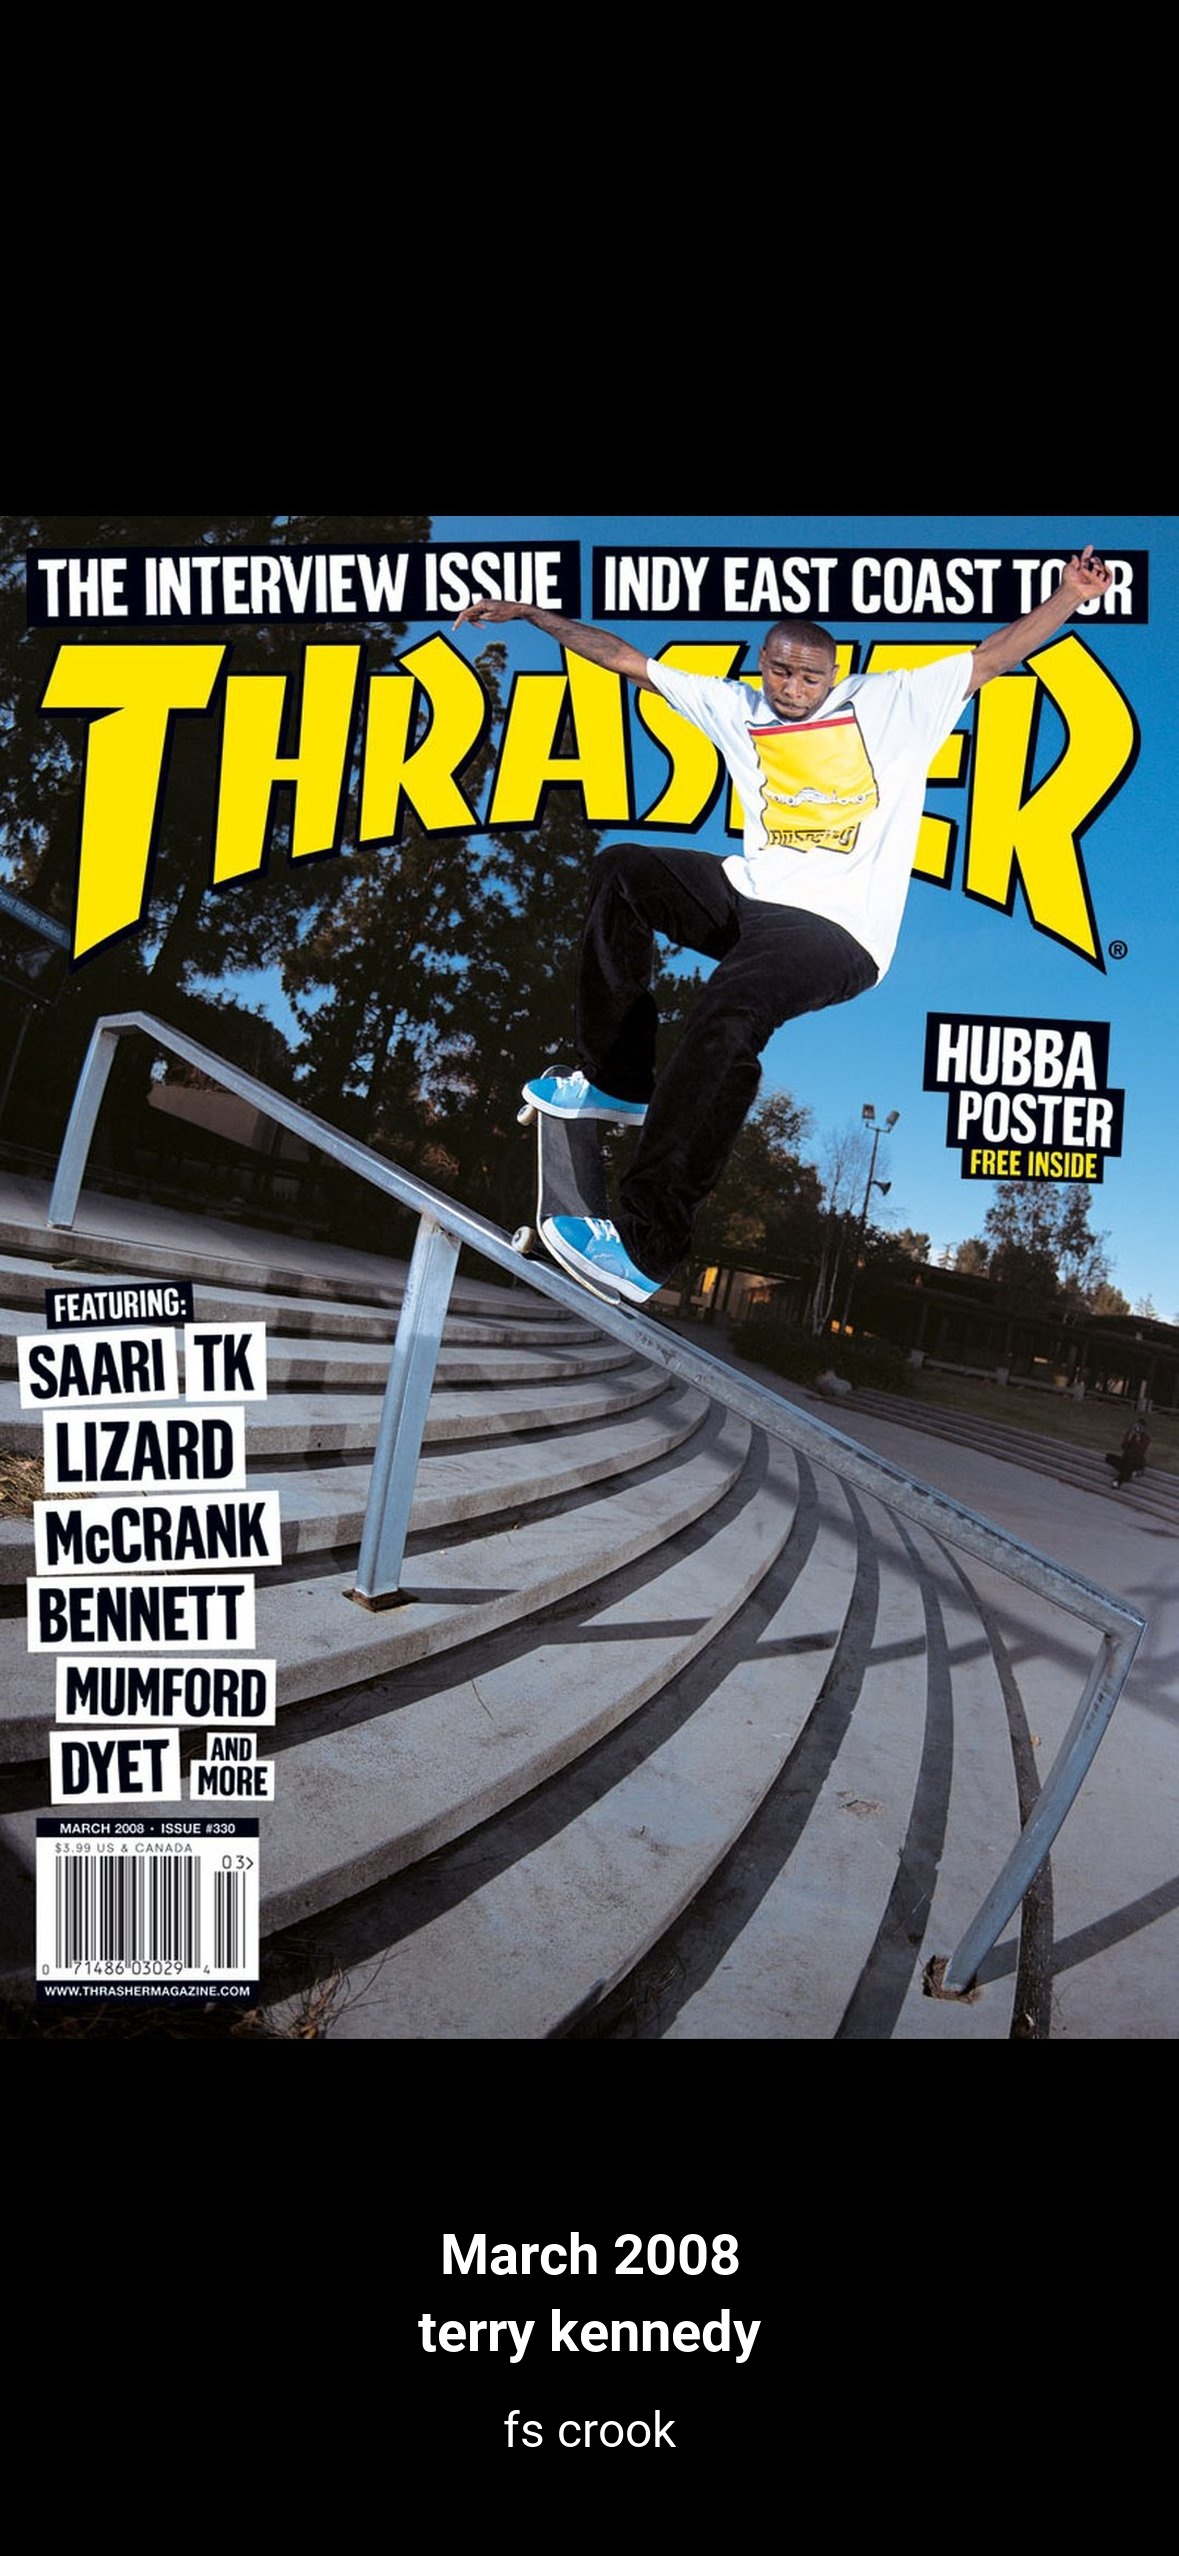 THE INTERVIEW ISSUE
INDY EAST COAST TOUR
THRASHER
®
HUBBA
POSTER
FREE INSIDE
FEATURING:
SAARI TK
LIZARD
McCRANK
BENNETT
MUMFORD
DYET AND MORE
MARCH 2008 · ISSUE #330
$3.99 US & CANADA
03>
0 71486 03029 4
WWW.THRASHERMAGAZINE.COM
March 2008
terry kennedy
fs crook